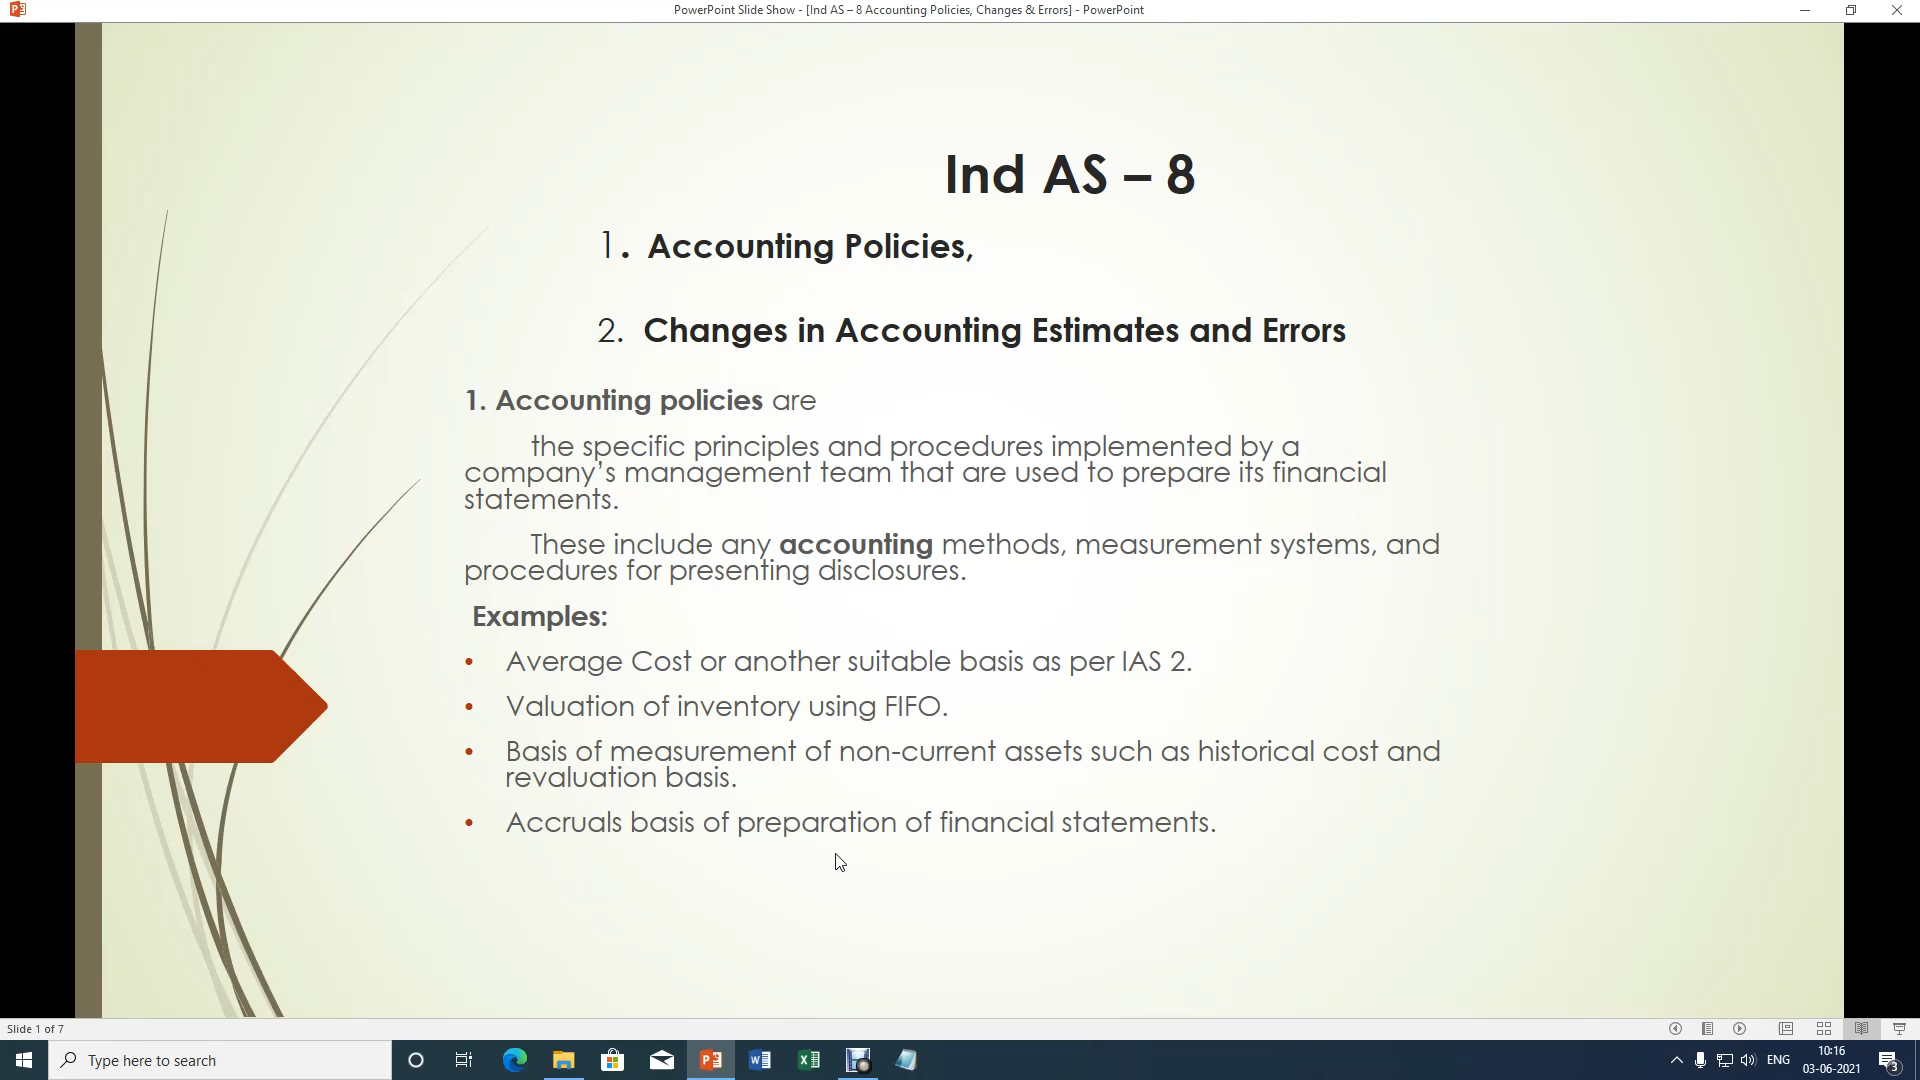 PowerPoint Slide Show - [Ind AS – 8 Accounting Policies, Changes & Errors] - PowerPoint
Ind AS – 8
1. Accounting Policies,
2. Changes in Accounting Estimates and Errors
1. Accounting policies are
the specific principles and procedures implemented by a
company’s management team that are used to prepare its financial
statements.
These include any accounting methods, measurement systems, and
procedures for presenting disclosures.
Examples:
• Average Cost or another suitable basis as per IAS 2.
• Valuation of inventory using FIFO.
• Basis of measurement of non-current assets such as historical cost and
revaluation basis.
• Accruals basis of preparation of financial statements.
Slide 1 of 7
Type here to search
ENG
10:16
03-06-2021
3